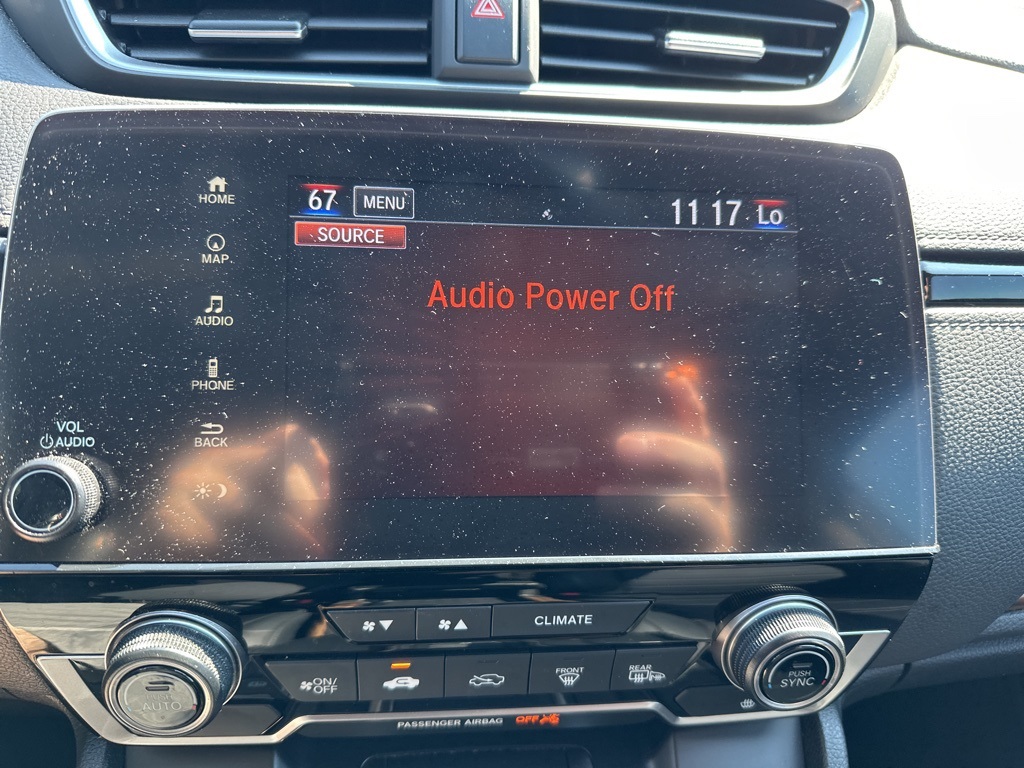 HOME
67 MENU 11 17 Lo
SOURCE
MAP
Audio Power Off
AUDIO
PHONE
VOL
AUDIO
BACK
CLIMATE
ON/
OFF
FRONT
REAR
AUTO
PUSH
SYNC
PASSENGER AIRBAG OFF